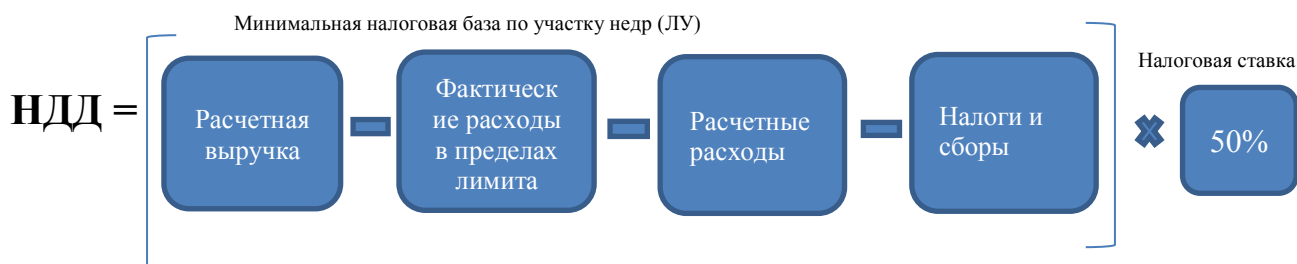 Минимальная налоговая база по участку недр (ЛУ)
Налоговая ставка
НДД =
Расчетная
выручка
Фактическ
ие расходы
в пределах
лимита
Расчетные
расходы
Налоги и
сборы
50%